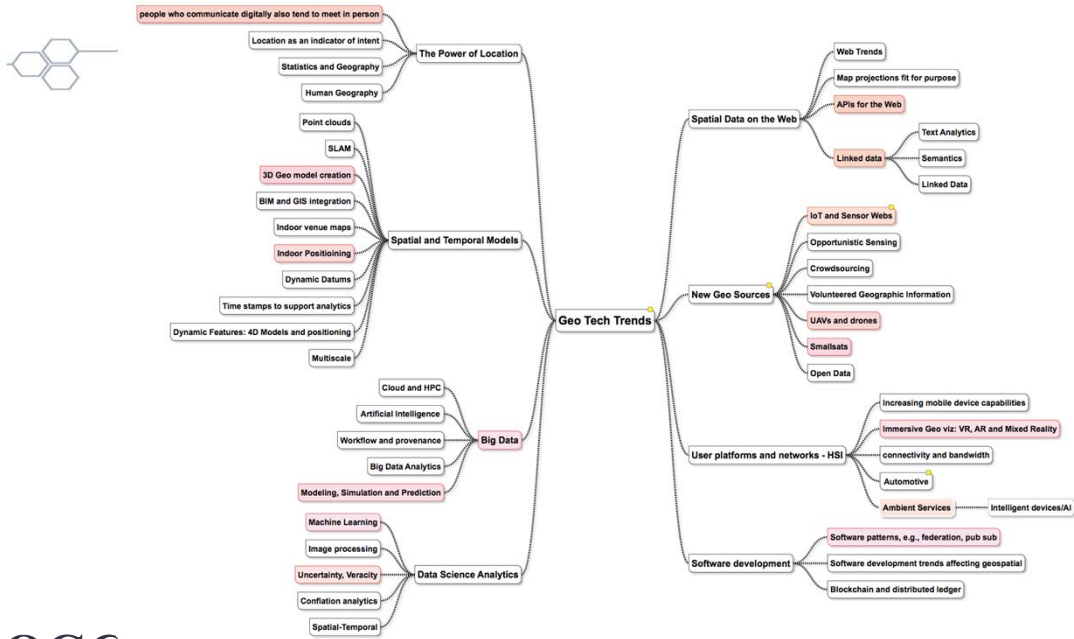 people who communicate digitally also tend to meet in person
Location as an indicator of intent
Statistics and Geography
Human Geography
The Power of Location
Point clouds
SLAM
3D Geo model creation
BIM and GIS integration
Indoor venue maps
Indoor Positioining
Dynamic Datums
Time stamps to support analytics
Dynamic Features: 4D Models and positioning
Multiscale
Spatial and Temporal Models
Cloud and HPC
Artificial Intelligence
Workflow and provenance
Big Data Analytics
Modeling, Simulation and Prediction
Big Data
Machine Learning
Image processing
Uncertainty, Veracity
Conflation analytics
Spatial-Temporal
Data Science Analytics
Geo Tech Trends
Spatial Data on the Web
Web Trends
Map projections fit for purpose
APIs for the Web
Linked data
Text Analytics
Semantics
Linked Data
New Geo Sources
IoT and Sensor Webs
Opportunistic Sensing
Crowdsourcing
Volunteered Geographic Information
UAVs and drones
Smallsats
Open Data
User platforms and networks - HSI
Increasing mobile device capabilities
Immersive Geo viz: VR, AR and Mixed Reality
connectivity and bandwidth
Automotive
Ambient Services
Intelligent devices/AI
Software development
Software patterns, e.g., federation, pub sub
Software development trends affecting geospatial
Blockchain and distributed ledger